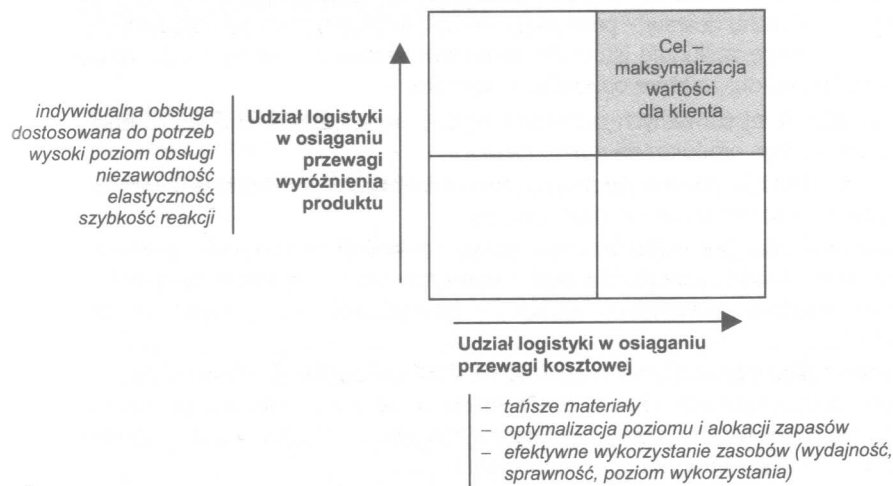 Cel –
maksymalizacja
wartości
dla klienta
indywidualna obsługa
dostosowana do potrzeb
wysoki poziom obsługi
niezawodność
elastyczność
szybkość reakcji
Udział logistyki
w osiąganiu
przewagi
wyróżnienia
produktu
Udział logistyki w osiąganiu
przewagi kosztowej
– tańsze materiały
– optymalizacja poziomu i alokacji zapasów
– efektywne wykorzystanie zasobów (wydajność,
sprawność, poziom wykorzystania)